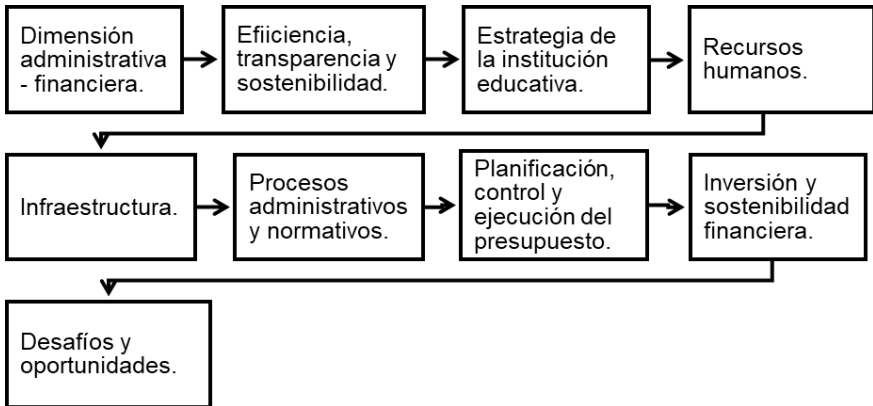 Dimensión
administrativa
- financiera.
Efiiciencia,
transparencia y
sostenibilidad.
Estrategia de
la institución
educativa.
Recursos
humanos.
Infraestructura.
Procesos
administrativos
y normativos.
Planificación,
control y
ejecución del
presupuesto.
Inversión y
sostenibilidad
financiera.
Desafíos y
oportunidades.